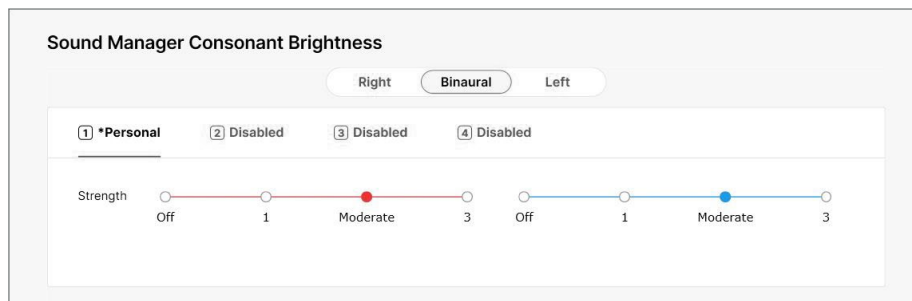 Sound Manager Consonant Brightness
Right Binaural Left
1 *Personal 2 Disabled 3 Disabled 4 Disabled
Strength
Off 1 Moderate 3 Off 1 Moderate 3